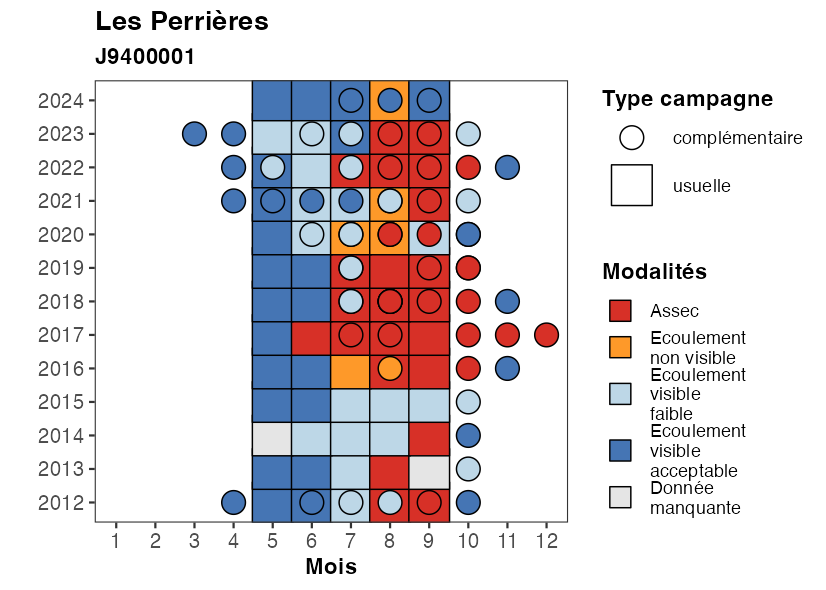 Les Perrières
J9400001
2024
2023
2022
2021
2020
2019
2018
2017
2016
2015
2014
2013
2012
1 2 3 4 5 6 7 8 9 10 11 12
Mois
Type campagne
complémentaire
usuelle
Modalités
Assec
Ecoulement
non visible
Ecoulement
visible
faible
Ecoulement
visible
acceptable
Donnée
manquante